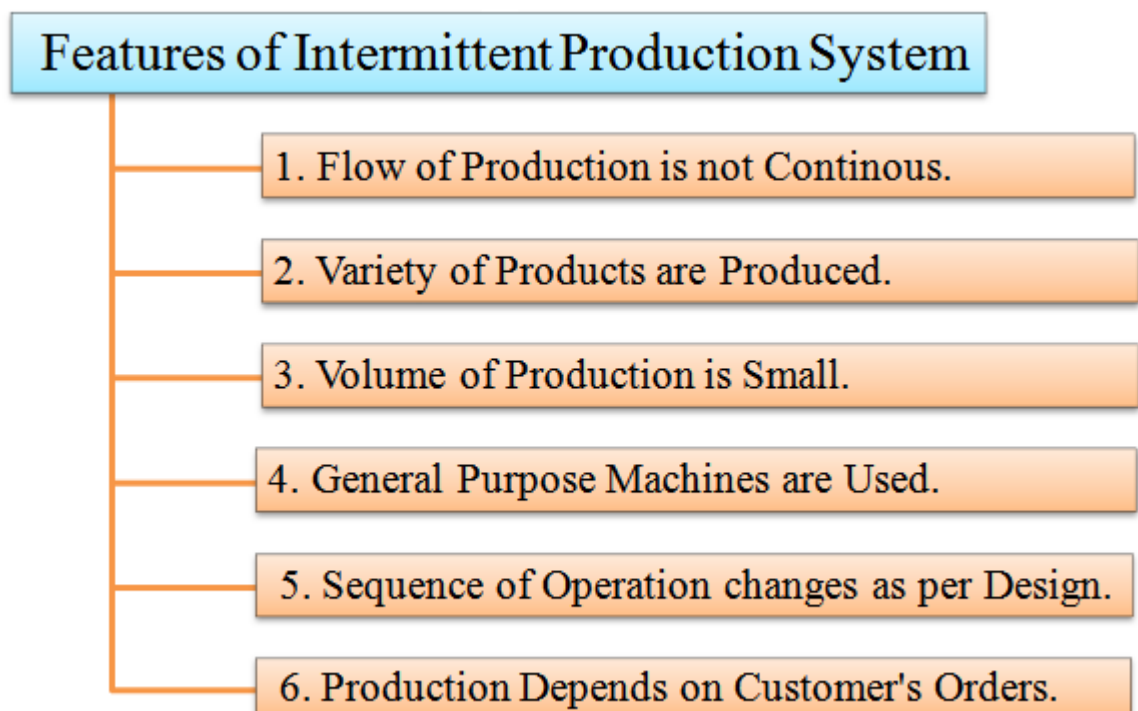 Features of Intermittent Production System
1. Flow of Production is not Continous.
2. Variety of Products are Produced.
3. Volume of Production is Small.
4. General Purpose Machines are Used.
5. Sequence of Operation changes as per Design.
6. Production Depends on Customer's Orders.